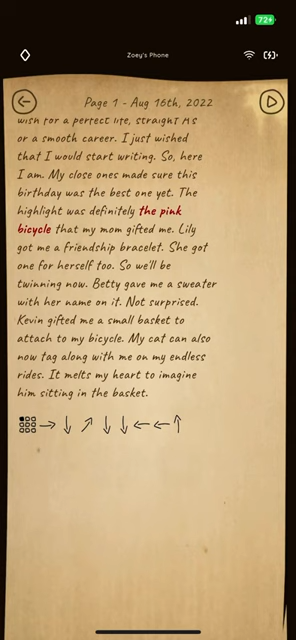 72
Zoey's Phone
Page 1 - Aug 16th, 2022
wish for a perfect life, straight A's
or a smooth career. I just wished
that I would start writing. So, here
I am. My close ones made sure this
birthday was the best one yet. The
highlight was definitely the pink
bicycle that my mom gifted me. Lily
got me a friendship bracelet. She got
one for herself too. So we'll be
twinning now. Betty gave me a sweater
with her name on it. Not surprised.
Kevin gifted me a small basket to
attach to my bicycle. My cat can also
now tag along with me on my endless
rides. It melts my heart to imagine
him sitting in the basket.
→ ↓ ↗ ↓ ↓ ← ← ↑